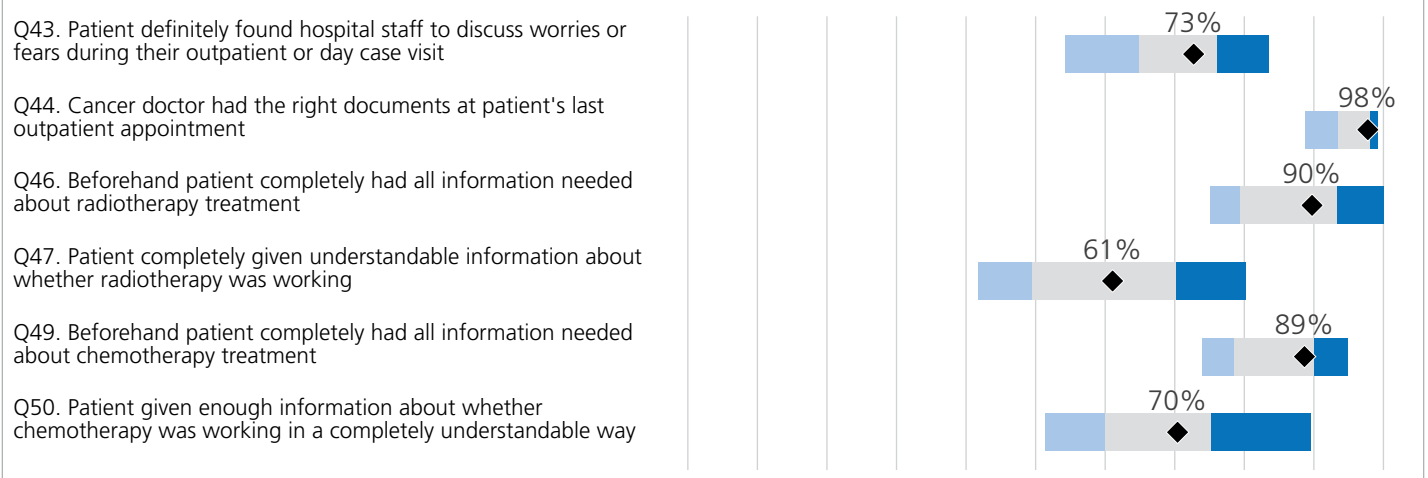 Q43. Patient definitely found hospital staff to discuss worries or
fears during their outpatient or day case visit
73%
Q44. Cancer doctor had the right documents at patient's last
outpatient appointment
98%
Q46. Beforehand patient completely had all information needed
about radiotherapy treatment
90%
Q47. Patient completely given understandable information about
whether radiotherapy was working
61%
Q49. Beforehand patient completely had all information needed
about chemotherapy treatment
89%
Q50. Patient given enough information about whether
chemotherapy was working in a completely understandable way
70%